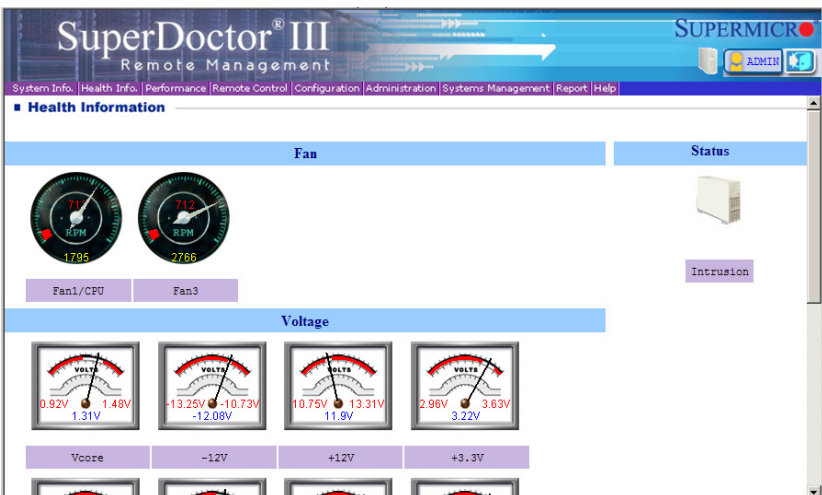 SuperDoctor® III
Remote Management
SUPERMICR
ADMIN
System Info. Health Info. Performance Remote Control Configuration Administration Systems Management Report Help
Health Information
Fan
Status
712
RPM
1795
712
RPM
2766
Fan1/CPU
Fan3
Intrusion
Voltage
VOLTS
0.92V 1.48V
1.31V
VOLTS
-13.25V -10.73V
-12.08V
VOLTS
10.75V 13.31V
11.9V
VOLTS
2.96V 3.63V
3.22V
Vcore
-12V
+12V
+3.3V